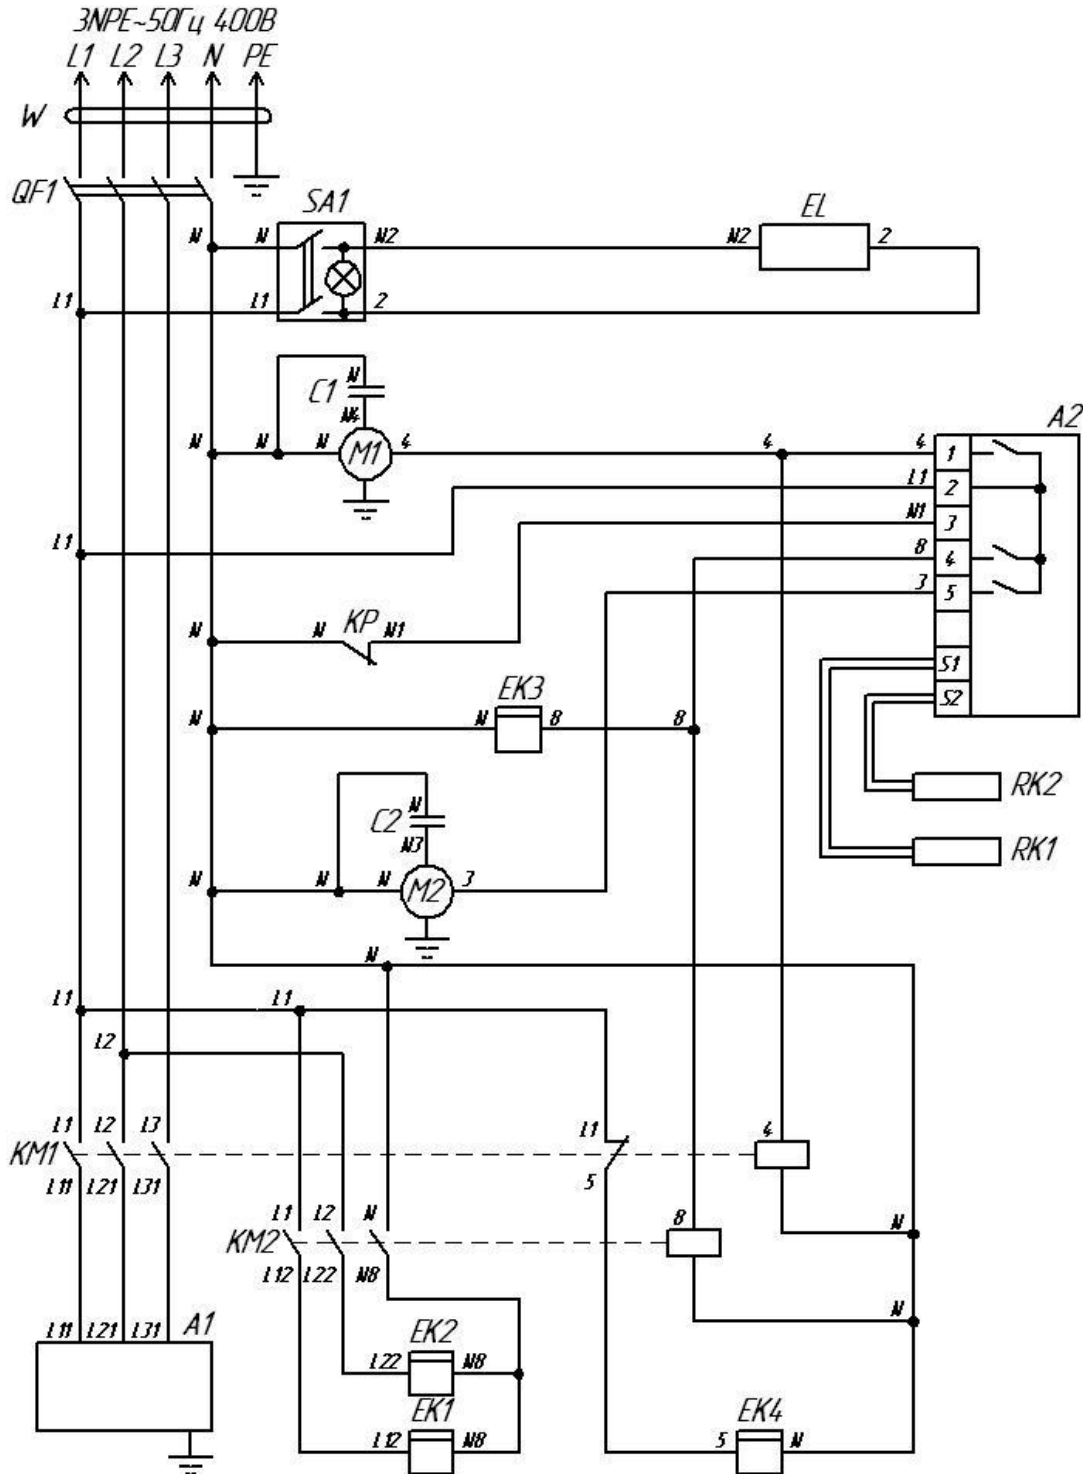 3NPE~50Гц 400В
L1 L2 L3 N PE
W
QF1
SA1
EL
N N N2 N2 2
L1 L1 2
N
C1
N4
A2
N N N M1 4 4 4 1
L1 2
N1 3
L1
8 4
3 5
N N KP N1
S1
EK3
S2
N N 8 8
RK2
N
C2
N3
RK1
N N N M2 3
N
L1 L1
L2
L1 L2 L3 L1 4
KM1
L11 L21 L31 5
L1 L2 N 8 N
KM2
L12 L22 N8
N
L11 L21 L31 A1
EK2
L22 N8
EK1 EK4
L12 N8 5 N